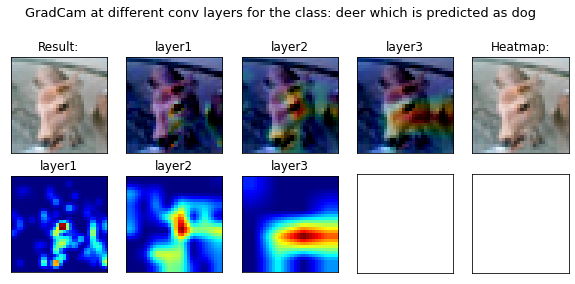 GradCam at different conv layers for the class: deer which is predicted as dog
Result:
layer1
layer2
layer3
Heatmap:
layer1
layer2
layer3